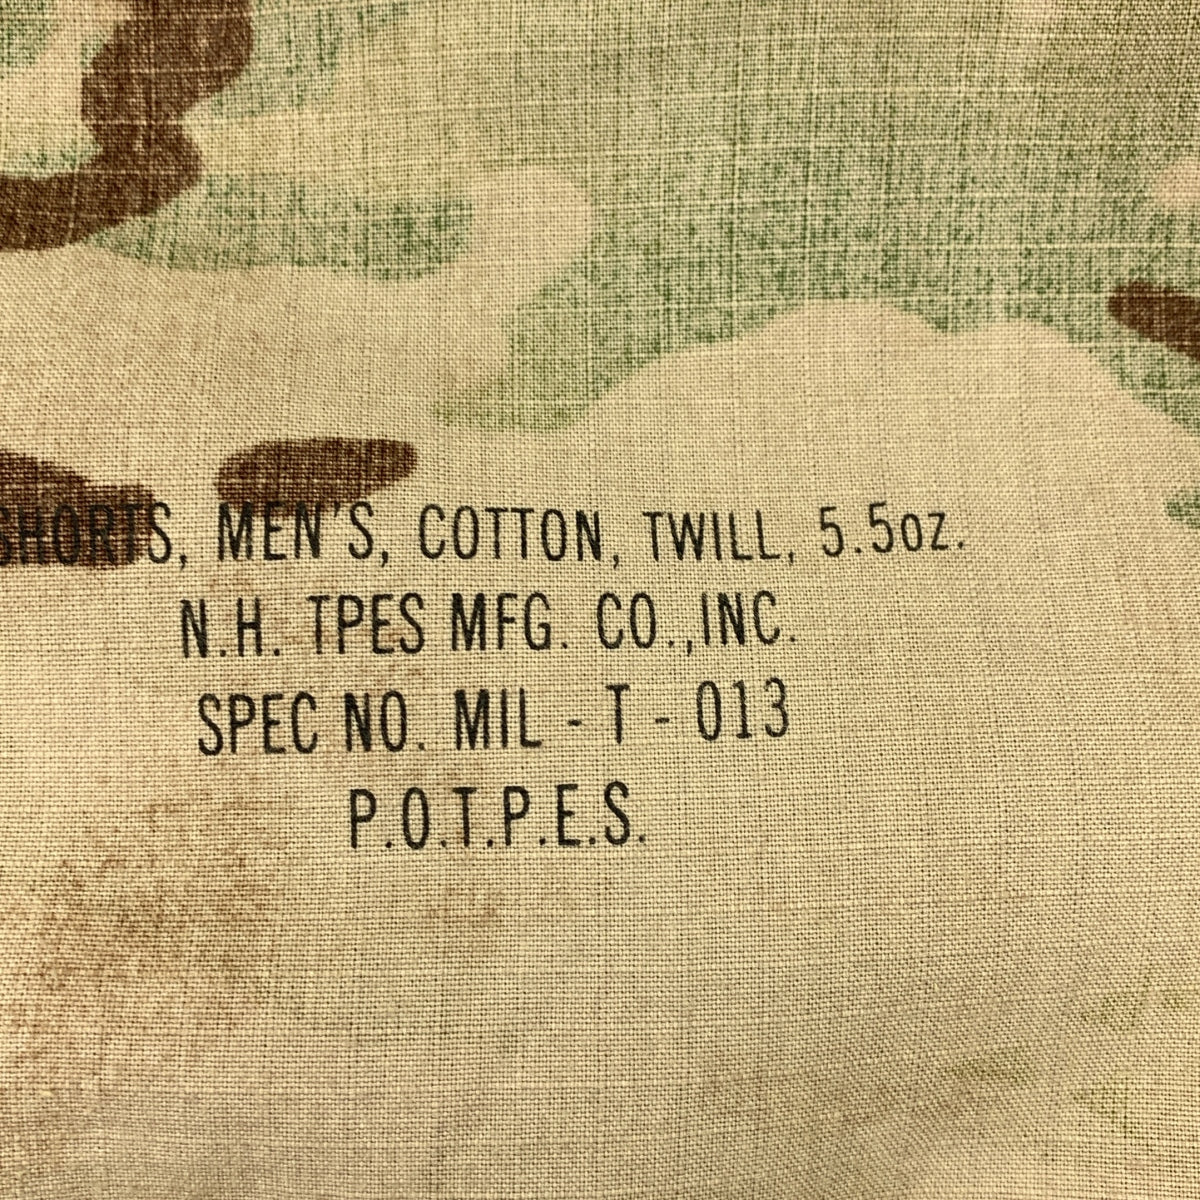 SHORTS, MEN'S, COTTON, TWILL, 5.5oz.
N.H. TPES MFG. CO.,INC.
SPEC NO. MIL - T - 013
P.O.T.P.E.S.